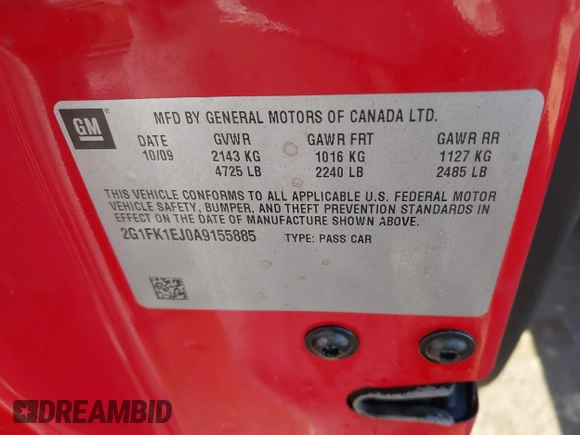 GM
MFD BY GENERAL MOTORS OF CANADA LTD.
DATE GVWR GAWR FRT GAWR RR
10/09 2143 KG 1016 KG 1127 KG
4725 LB 2240 LB 2485 LB
THIS VEHICLE CONFORMS TO ALL APPLICABLE U.S. FEDERAL MOTOR
VEHICLE SAFETY, BUMPER, AND THEFT PREVENTION STANDARDS IN
EFFECT ON THE DATE OF MANUFACTURE SHOWN ABOVE.
2G1FK1EJ0A9155885 TYPE: PASS CAR
DREAMBID